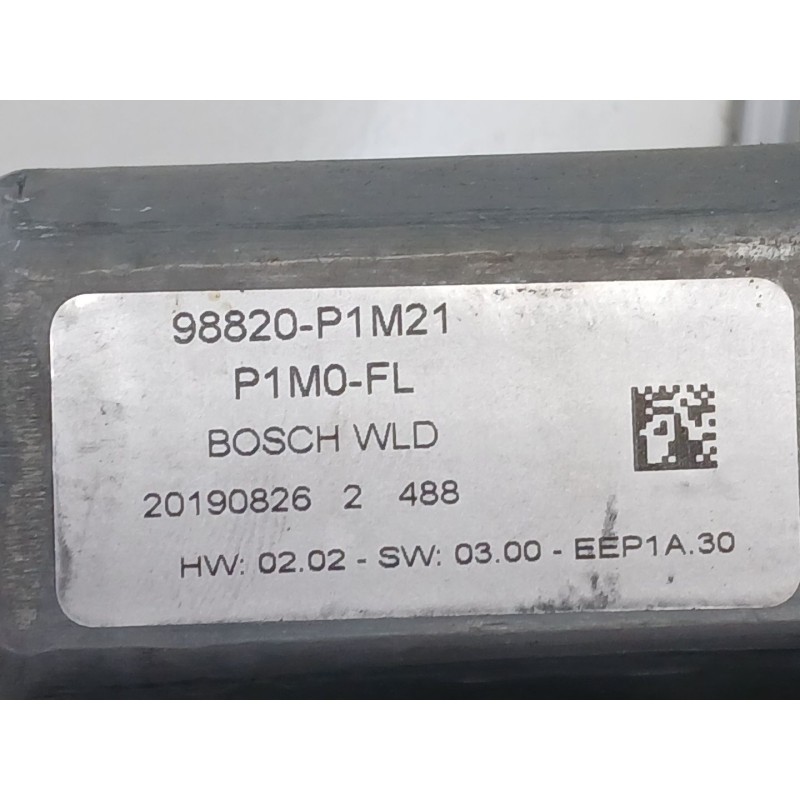 98820-P1M21
P1M0-FL
BOSCH WLD
20190826 2 488
HW: 02.02 - SW: 03.00 - EEP1A.30